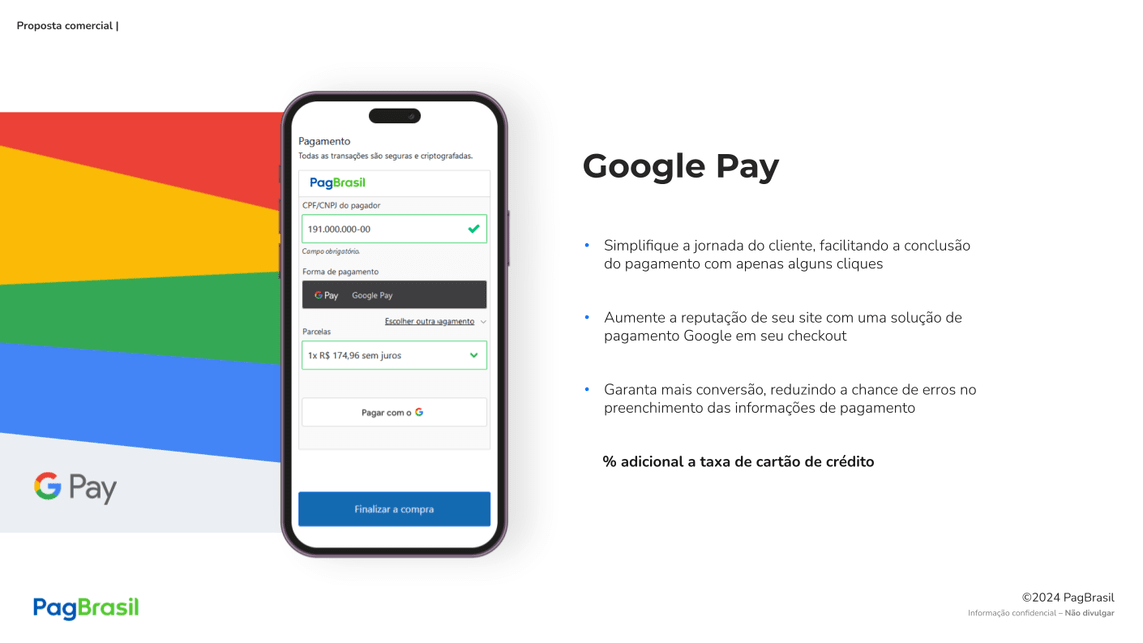 Proposta comercial |
Pagamento
Todas as transações são seguras e criptografadas.
PagBrasil
CPF/CNPJ do pagador
191.000.000-00
Campo obrigatório.
Forma de pagamento
G Pay Google Pay
Escolher outra agamento
Parcelas
1x R$ 174,96 sem juros
Pagar com o G
Finalizar a compra
G Pay
Google Pay
• Simplifique a jornada do cliente, facilitando a conclusão
do pagamento com apenas alguns cliques
• Aumente a reputação de seu site com uma solução de
pagamento Google em seu checkout
• Garanta mais conversão, reduzindo a chance de erros no
preenchimento das informações de pagamento
% adicional a taxa de cartão de crédito
PagBrasil
©2024 PagBrasil
Informação confidencial – Não divulgar